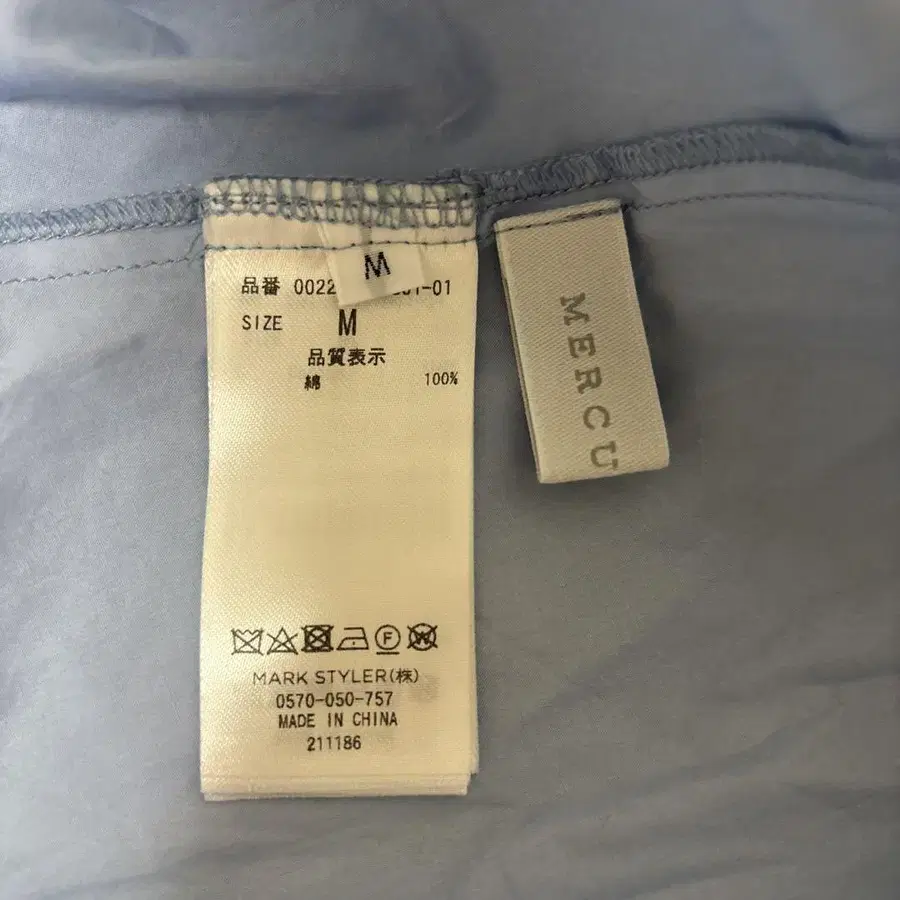 M
品番 0022
-01
SIZE M
品質表示
綿 100%
F
W
MARK STYLER(株)
0570-050-757
MADE IN CHINA
211186
MERCU